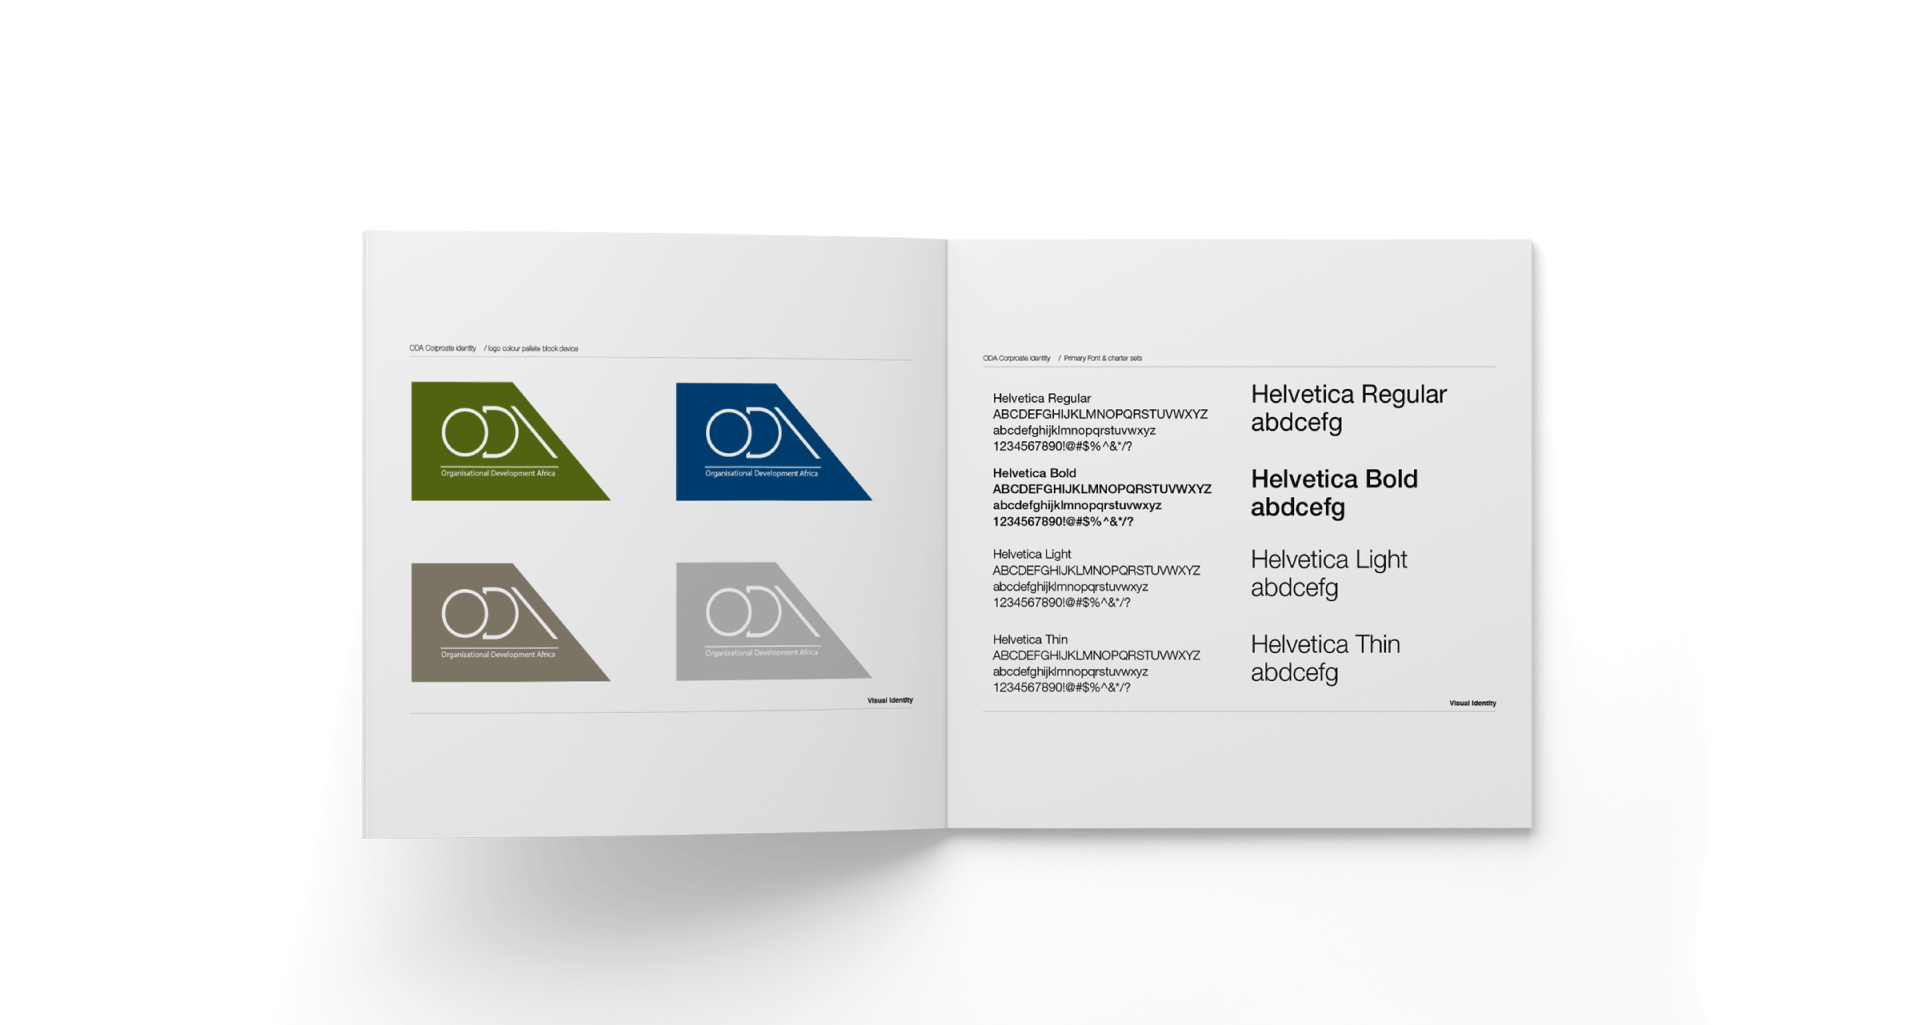 ODA Corproate identity / logo colour pallete block device
ODA
Organisational Development Africa
ODA
Organisational Development Africa
ODA
Organisational Development Africa
ODA
Organisational Development Africa
Visual Identity
ODA Corproate identity / Primary Font & charter sets
Helvetica Regular
ABCDEFGHIJKLMNOPQRSTUVWXYZ
abcdefghijklmnopqrstuvwxyz
1234567890!@#$%^&*/?
Helvetica Bold
ABCDEFGHIJKLMNOPQRSTUVWXYZ
abcdefghijklmnopqrstuvwxyz
1234567890!@#$%^&*/?
Helvetica Light
ABCDEFGHIJKLMNOPQRSTUVWXYZ
abcdefghijklmnopqrstuvwxyz
1234567890!@#$%^&*/?
Helvetica Thin
ABCDEFGHIJKLMNOPQRSTUVWXYZ
abcdefghijklmnopqrstuvwxyz
1234567890!@#$%^&*/?
Helvetica Regular
abdcefg
Helvetica Bold
abdcefg
Helvetica Light
abdcefg
Helvetica Thin
abdcefg
Visual Identity